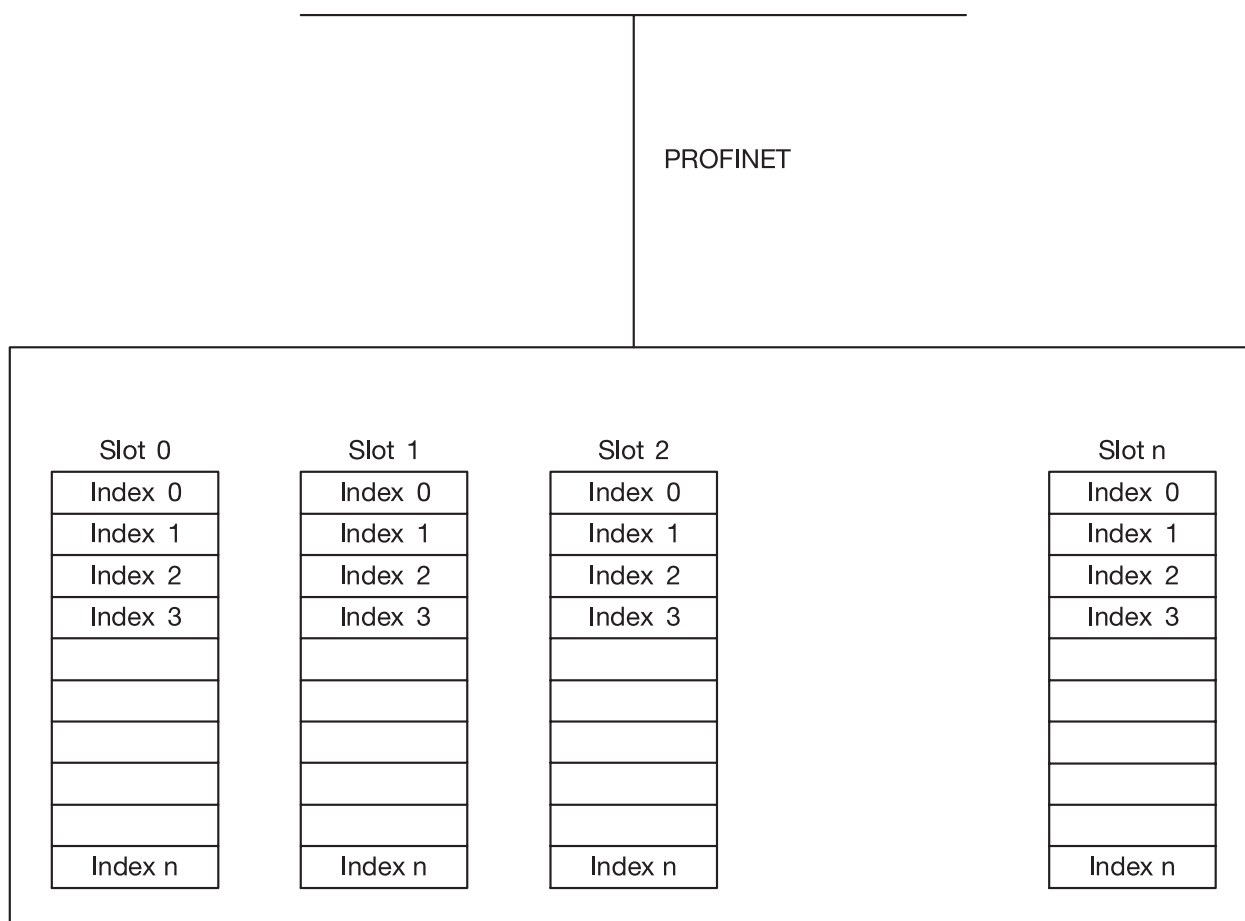 PROFINET
Slot 0 Slot 1 Slot 2 Slot n
Index 0 Index 0 Index 0 Index 0
Index 1 Index 1 Index 1 Index 1
Index 2 Index 2 Index 2 Index 2
Index 3 Index 3 Index 3 Index 3
Index n Index n Index n Index n